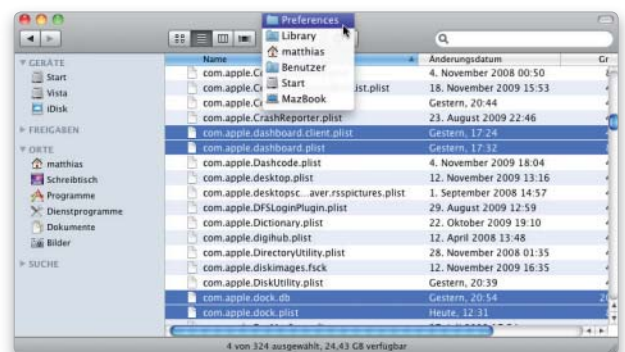 Preferences
Library
matthias
Benutzer
Start
MazBook
GERÄTE
Start
Vista
iDisk
FREIGABEN
ORTE
matthias
Schreibtisch
Programme
Dienstprogramme
Dokumente
Bilder
SUCHE
Name Änderungsdatum Gr
4. November 2008 00:50
ist.plist 18. November 2009 15:53
Gestern, 20:44
com.apple.CrashReporter.plist 23. August 2009 22:46
com.apple.dashboard.client.plist Gestern, 17:24
com.apple.dashboard.plist Gestern, 17:32
com.apple.Dashcode.plist 4. November 2009 18:04
com.apple.desktop.plist 12. November 2009 13:16
com.apple.desktopsc...aver.rsspictures.plist 1. September 2008 14:57
com.apple.DFSLoginPlugin.plist 29. August 2009 12:59
com.apple.Dictionary.plist 22. Oktober 2009 19:10
com.apple.digihub.plist 12. April 2008 13:48
com.apple.DirectoryUtility.plist 28. November 2008 01:35
com.apple.diskimages.fsck 12. November 2009 16:35
com.apple.DiskUtility.plist Gestern, 20:39
com.apple.dock.db Gestern, 20:54
com.apple.dock.plist Heute, 12:31
4 von 324 ausgewählt, 24,43 GB verfügbar